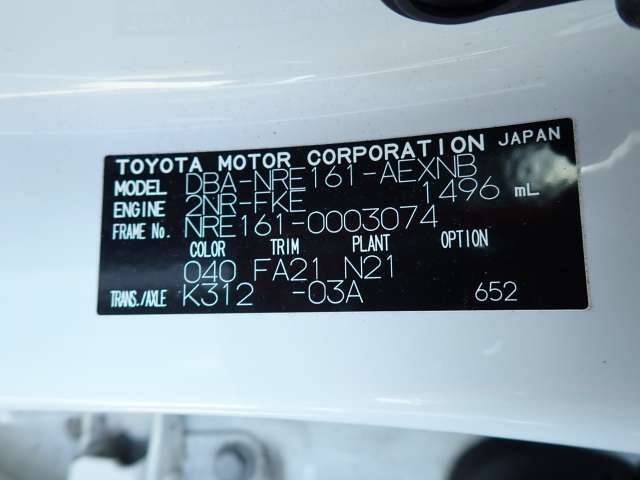 TOYOTA MOTOR CORPORATION JAPAN
MODEL DBA-NRE161-AEXNB
ENGINE 2NR-FKE 1496 mL
FRAME No. NRE161-0003074
COLOR TRIM PLANT OPTION
040 FA21 N21
TRANS./AXLE K312 -03A 652